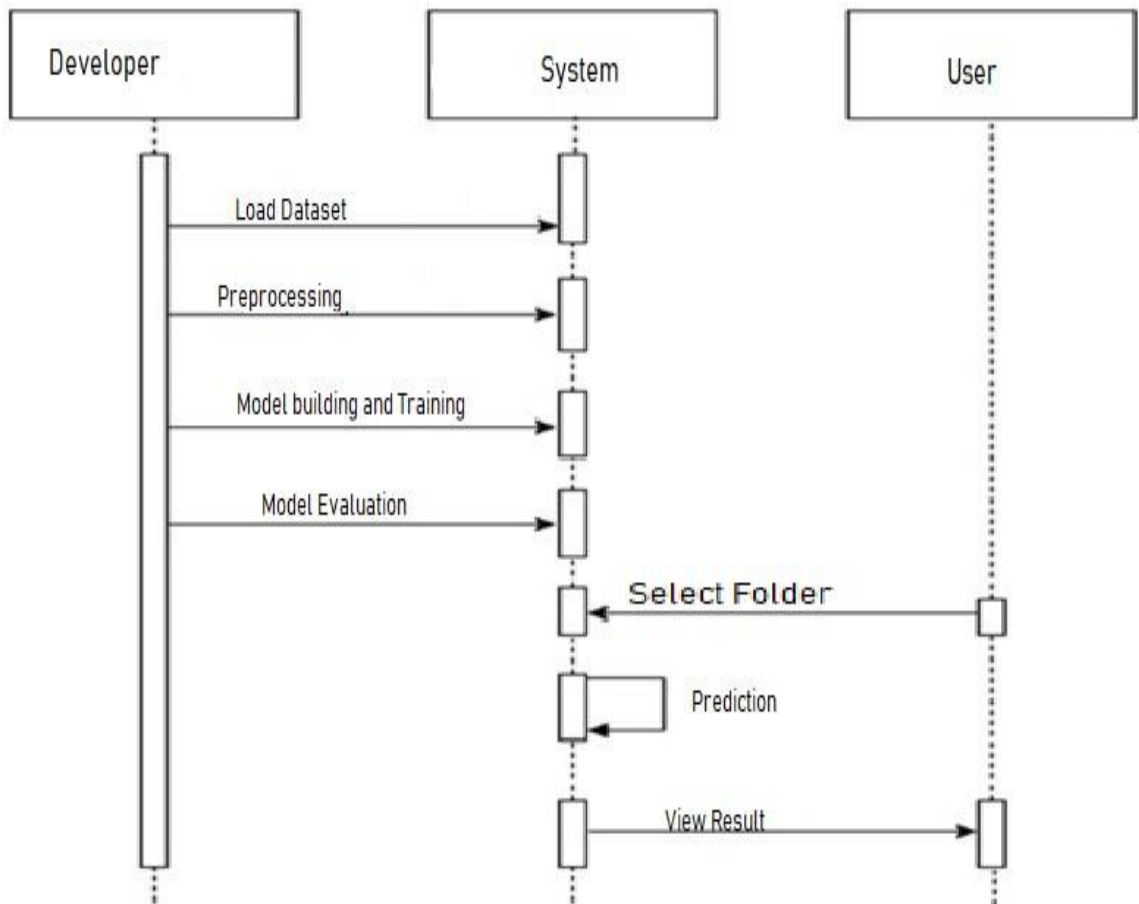 Developer
System
User
Load Dataset
Preprocessing
Model building and Training
Model Evaluation
Select Folder
Prediction
View Result